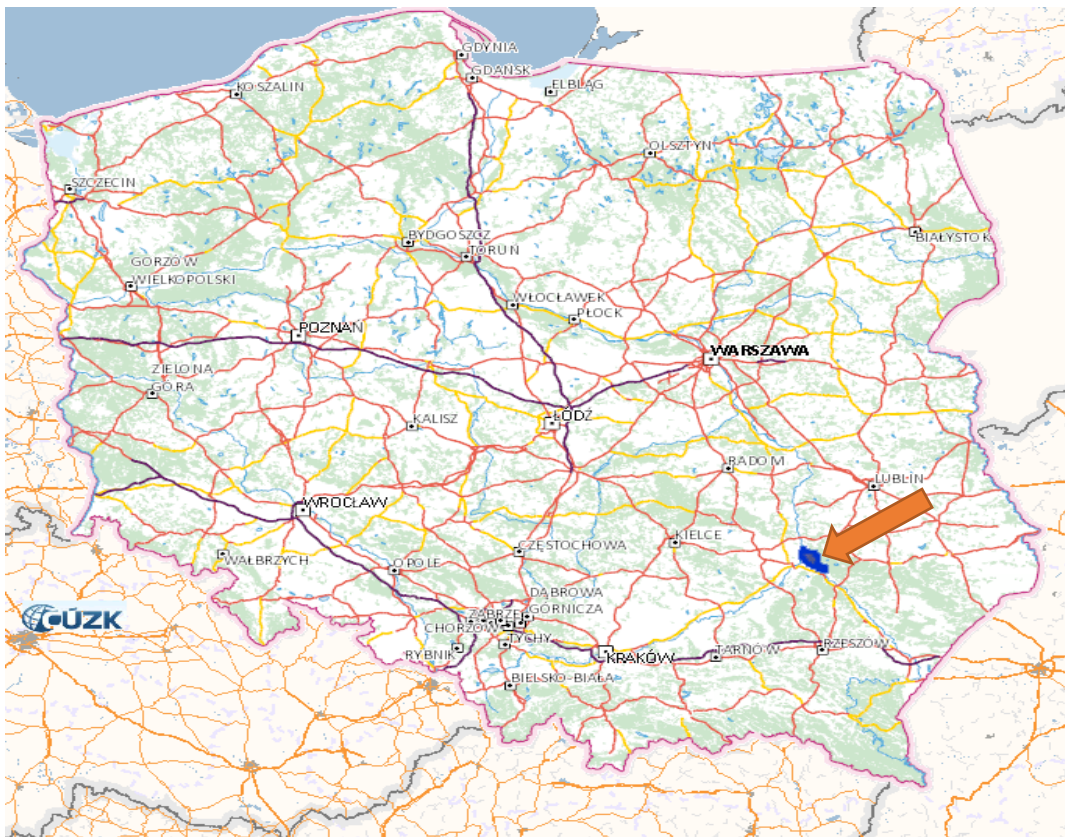 GDYNIA
GDAŃSK
KOSZALIN
ELBLĄG
OLSZTYN
SZCZECIN
BIAŁYSTOK
BYDGOSZCZ
TORUŃ
GORZÓW
WIELKOPOLSKI
WŁOCŁAWEK
PŁOCK
POZNAŃ
WARSZAWA
ZIELONA
GÓRA
KALISZ
ŁÓDŹ
RADOM
LUBLIN
WROCŁAW
KIELCE
CZĘSTOCHOWA
WAŁBRZYCH
OPOLE
DĄBROWA
GÓRNICZA
ZABRZE
CHORZÓW
TYCHY
RYBNIK
KRAKÓW
TARNÓW
RZESZÓW
BIELSKO-BIAŁA
ČÚZK